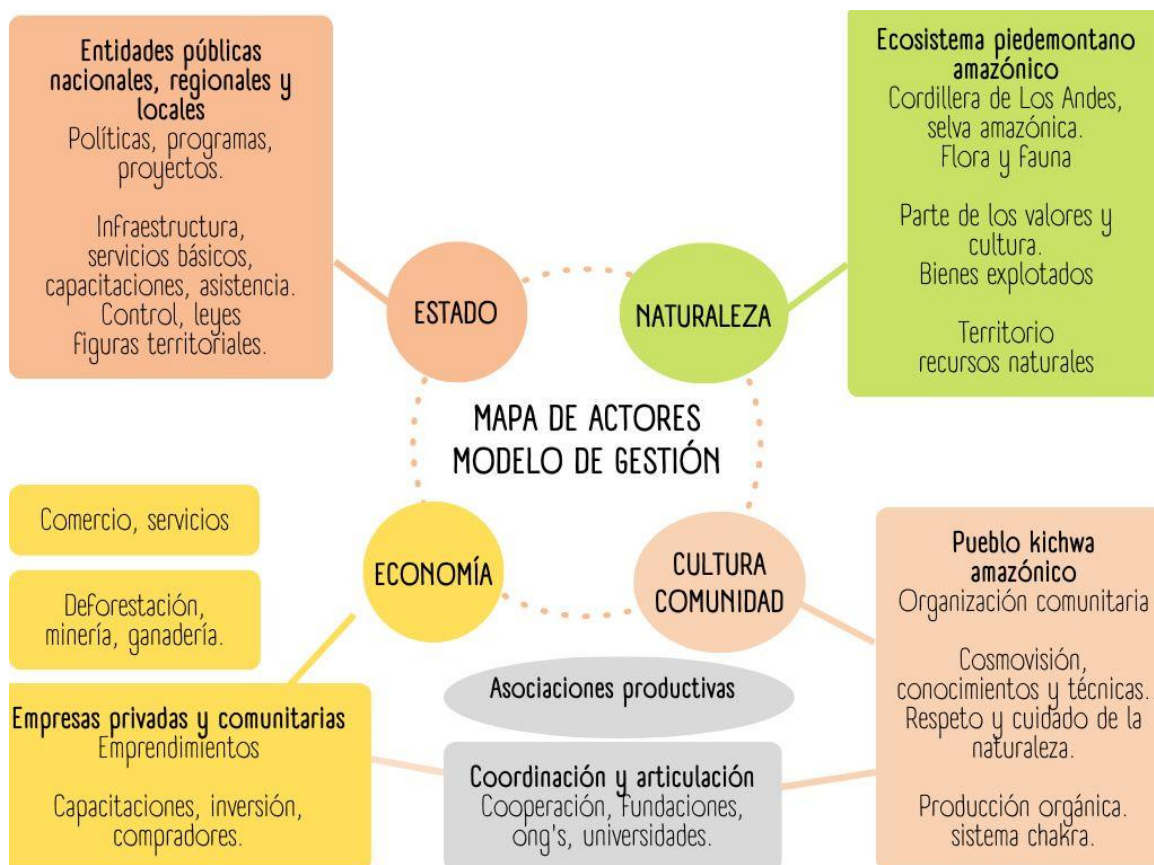 Entidades públicas
nacionales, regionales y
locales
Políticas, programas,
proyectos.
Infraestructura,
servicios básicos,
capacitaciones, asistencia.
Control, leyes
figuras territoriales.
Ecosistema piedemontano
amazónico
Cordillera de Los Andes,
selva amazónica.
Flora y fauna
Parte de los valores y
cultura.
Bienes explotados
Territorio
recursos naturales
ESTADO
NATURALEZA
MAPA DE ACTORES
MODELO DE GESTIÓN
ECONOMÍA
CULTURA
COMUNIDAD
Comercio, servicios
Deforestación,
minería, ganadería.
Empresas privadas y comunitarias
Emprendimientos
Capacitaciones, inversión,
compradores.
Asociaciones productivas
Coordinación y articulación
Cooperación, Fundaciones,
ong's, universidades.
Pueblo kichwa
amazónico
Organización comunitaria
Cosmovisión,
conocimientos y técnicas.
Respeto y cuidado de la
naturaleza.
Producción orgánica.
sistema chakra.